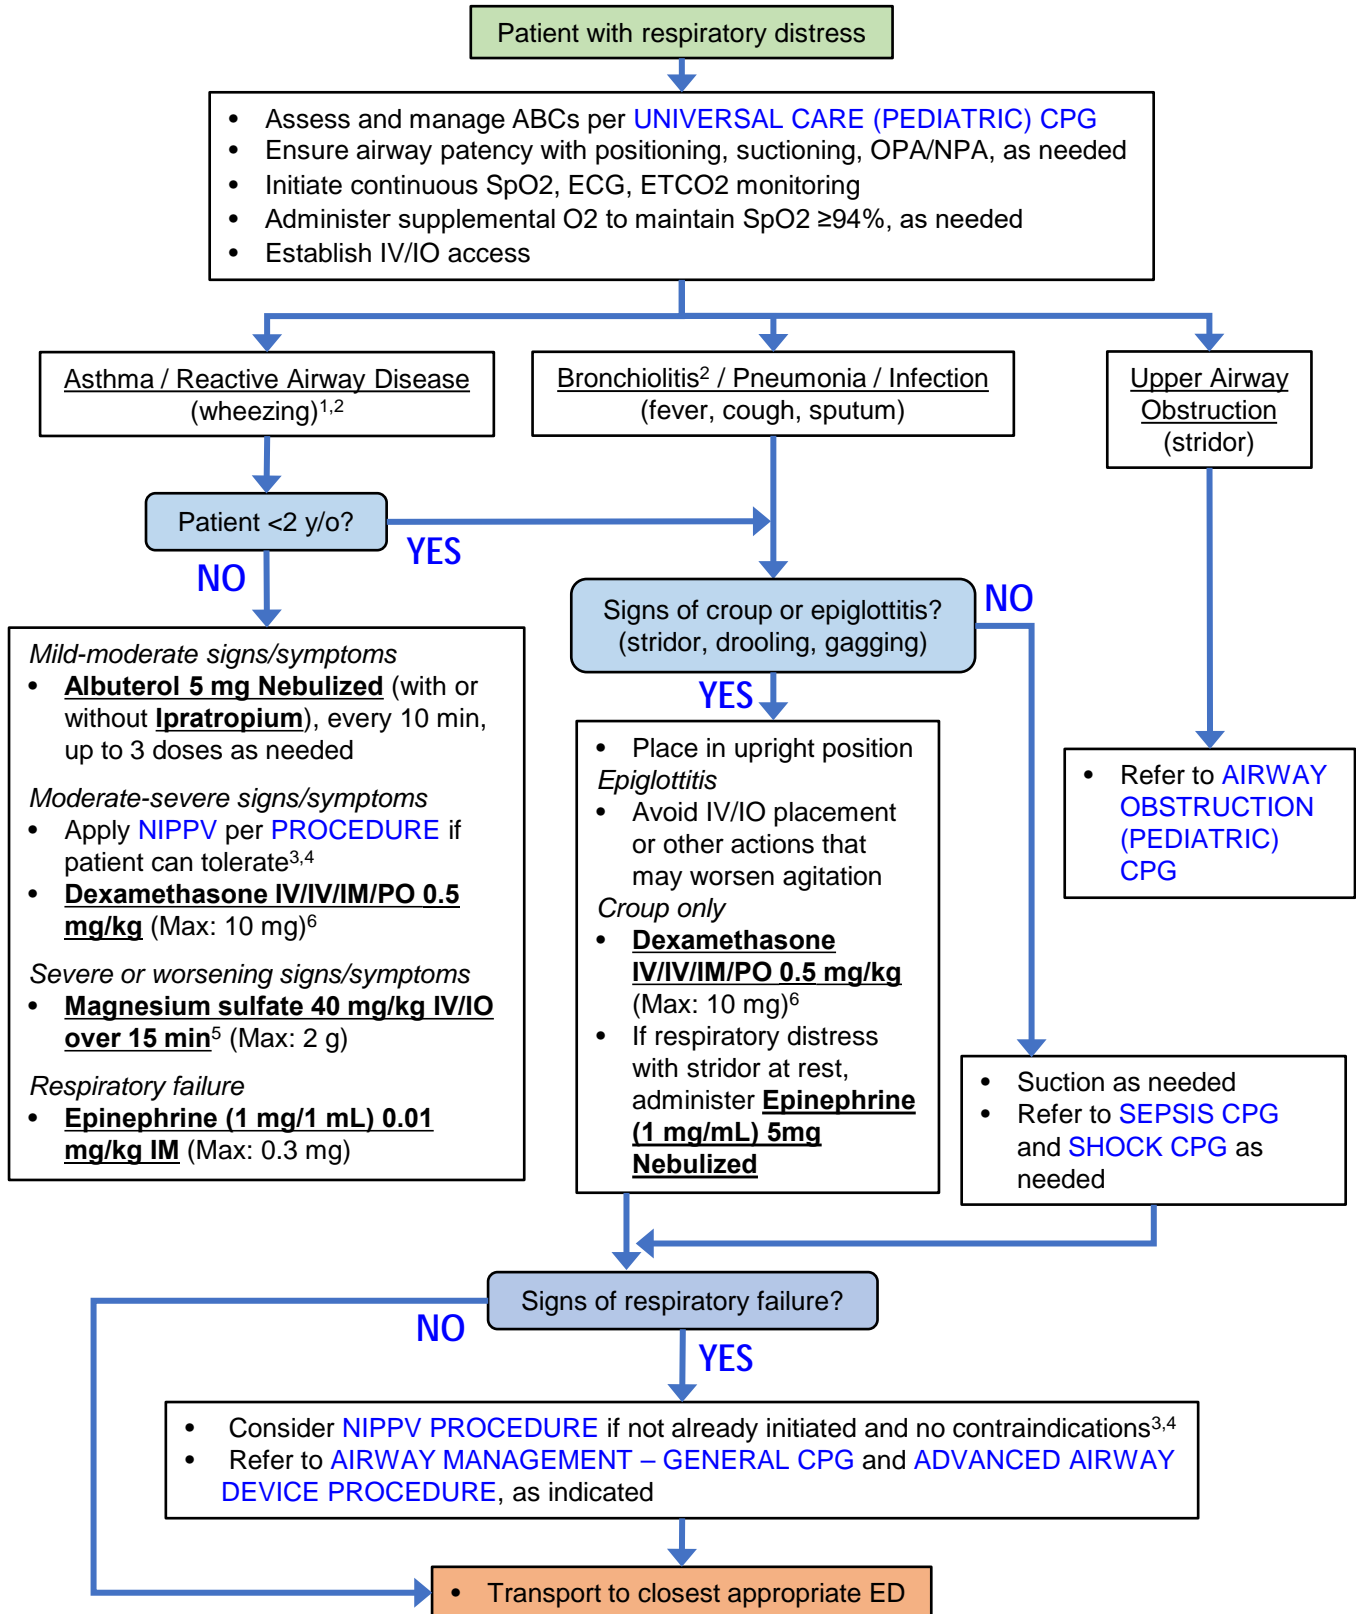 Patient with respiratory distress
• Assess and manage ABCs per UNIVERSAL CARE (PEDIATRIC) CPG
• Ensure airway patency with positioning, suctioning, OPA/NPA, as needed
• Initiate continuous SpO2, ECG, ETCO2 monitoring
• Administer supplemental O2 to maintain SpO2 ≥94%, as needed
• Establish IV/IO access
Asthma / Reactive Airway Disease
(wheezing)1,2
Bronchiolitis2 / Pneumonia / Infection
(fever, cough, sputum)
Upper Airway
Obstruction
(stridor)
Patient <2 y/o?
YES
NO
Signs of croup or epiglottitis?
(stridor, drooling, gagging)
NO
YES
Mild-moderate signs/symptoms
• Albuterol 5 mg Nebulized (with or
without Ipratropium), every 10 min,
up to 3 doses as needed
Moderate-severe signs/symptoms
• Apply NIPPV per PROCEDURE if
patient can tolerate3,4
• Dexamethasone IV/IV/IM/PO 0.5
mg/kg (Max: 10 mg)6
Severe or worsening signs/symptoms
• Magnesium sulfate 40 mg/kg IV/IO
over 15 min5 (Max: 2 g)
Respiratory failure
• Epinephrine (1 mg/1 mL) 0.01
mg/kg IM (Max: 0.3 mg)
• Place in upright position
Epiglottitis
• Avoid IV/IO placement
or other actions that
may worsen agitation
Croup only
• Dexamethasone
IV/IV/IM/PO 0.5 mg/kg
(Max: 10 mg)6
• If respiratory distress
with stridor at rest,
administer Epinephrine
(1 mg/mL) 5mg
Nebulized
• Refer to AIRWAY
OBSTRUCTION
(PEDIATRIC)
CPG
• Suction as needed
• Refer to SEPSIS CPG
and SHOCK CPG as
needed
Signs of respiratory failure?
NO
YES
• Consider NIPPV PROCEDURE if not already initiated and no contraindications3,4
• Refer to AIRWAY MANAGEMENT – GENERAL CPG and ADVANCED AIRWAY
DEVICE PROCEDURE, as indicated
• Transport to closest appropriate ED